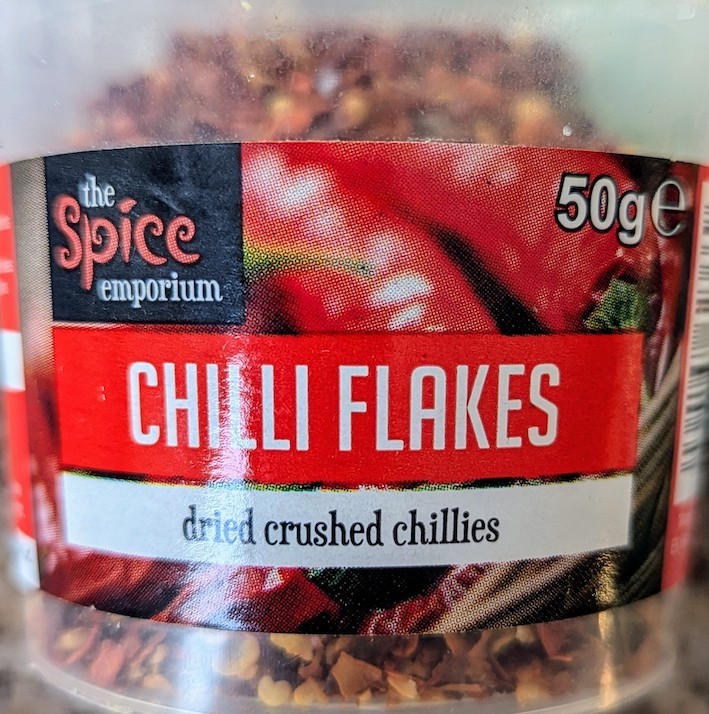 the
Spice
emporium
50g℮
CHILLI FLAKES
dried crushed chillies